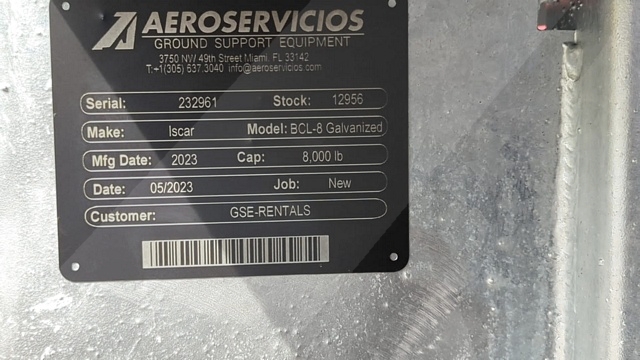 AEROSERVICIOS
GROUND SUPPORT EQUIPMENT
3750 NW 49th Street Miami, FL 33142
T:+1(305) 637.3040 info@aeroservicios.com
Serial: 232961 Stock: 12956
Make: Iscar Model: BCL-8 Galvanized
Mfg Date: 2023 Cap: 8,000 lb
Date: 05/2023 Job: New
Customer: GSE-RENTALS